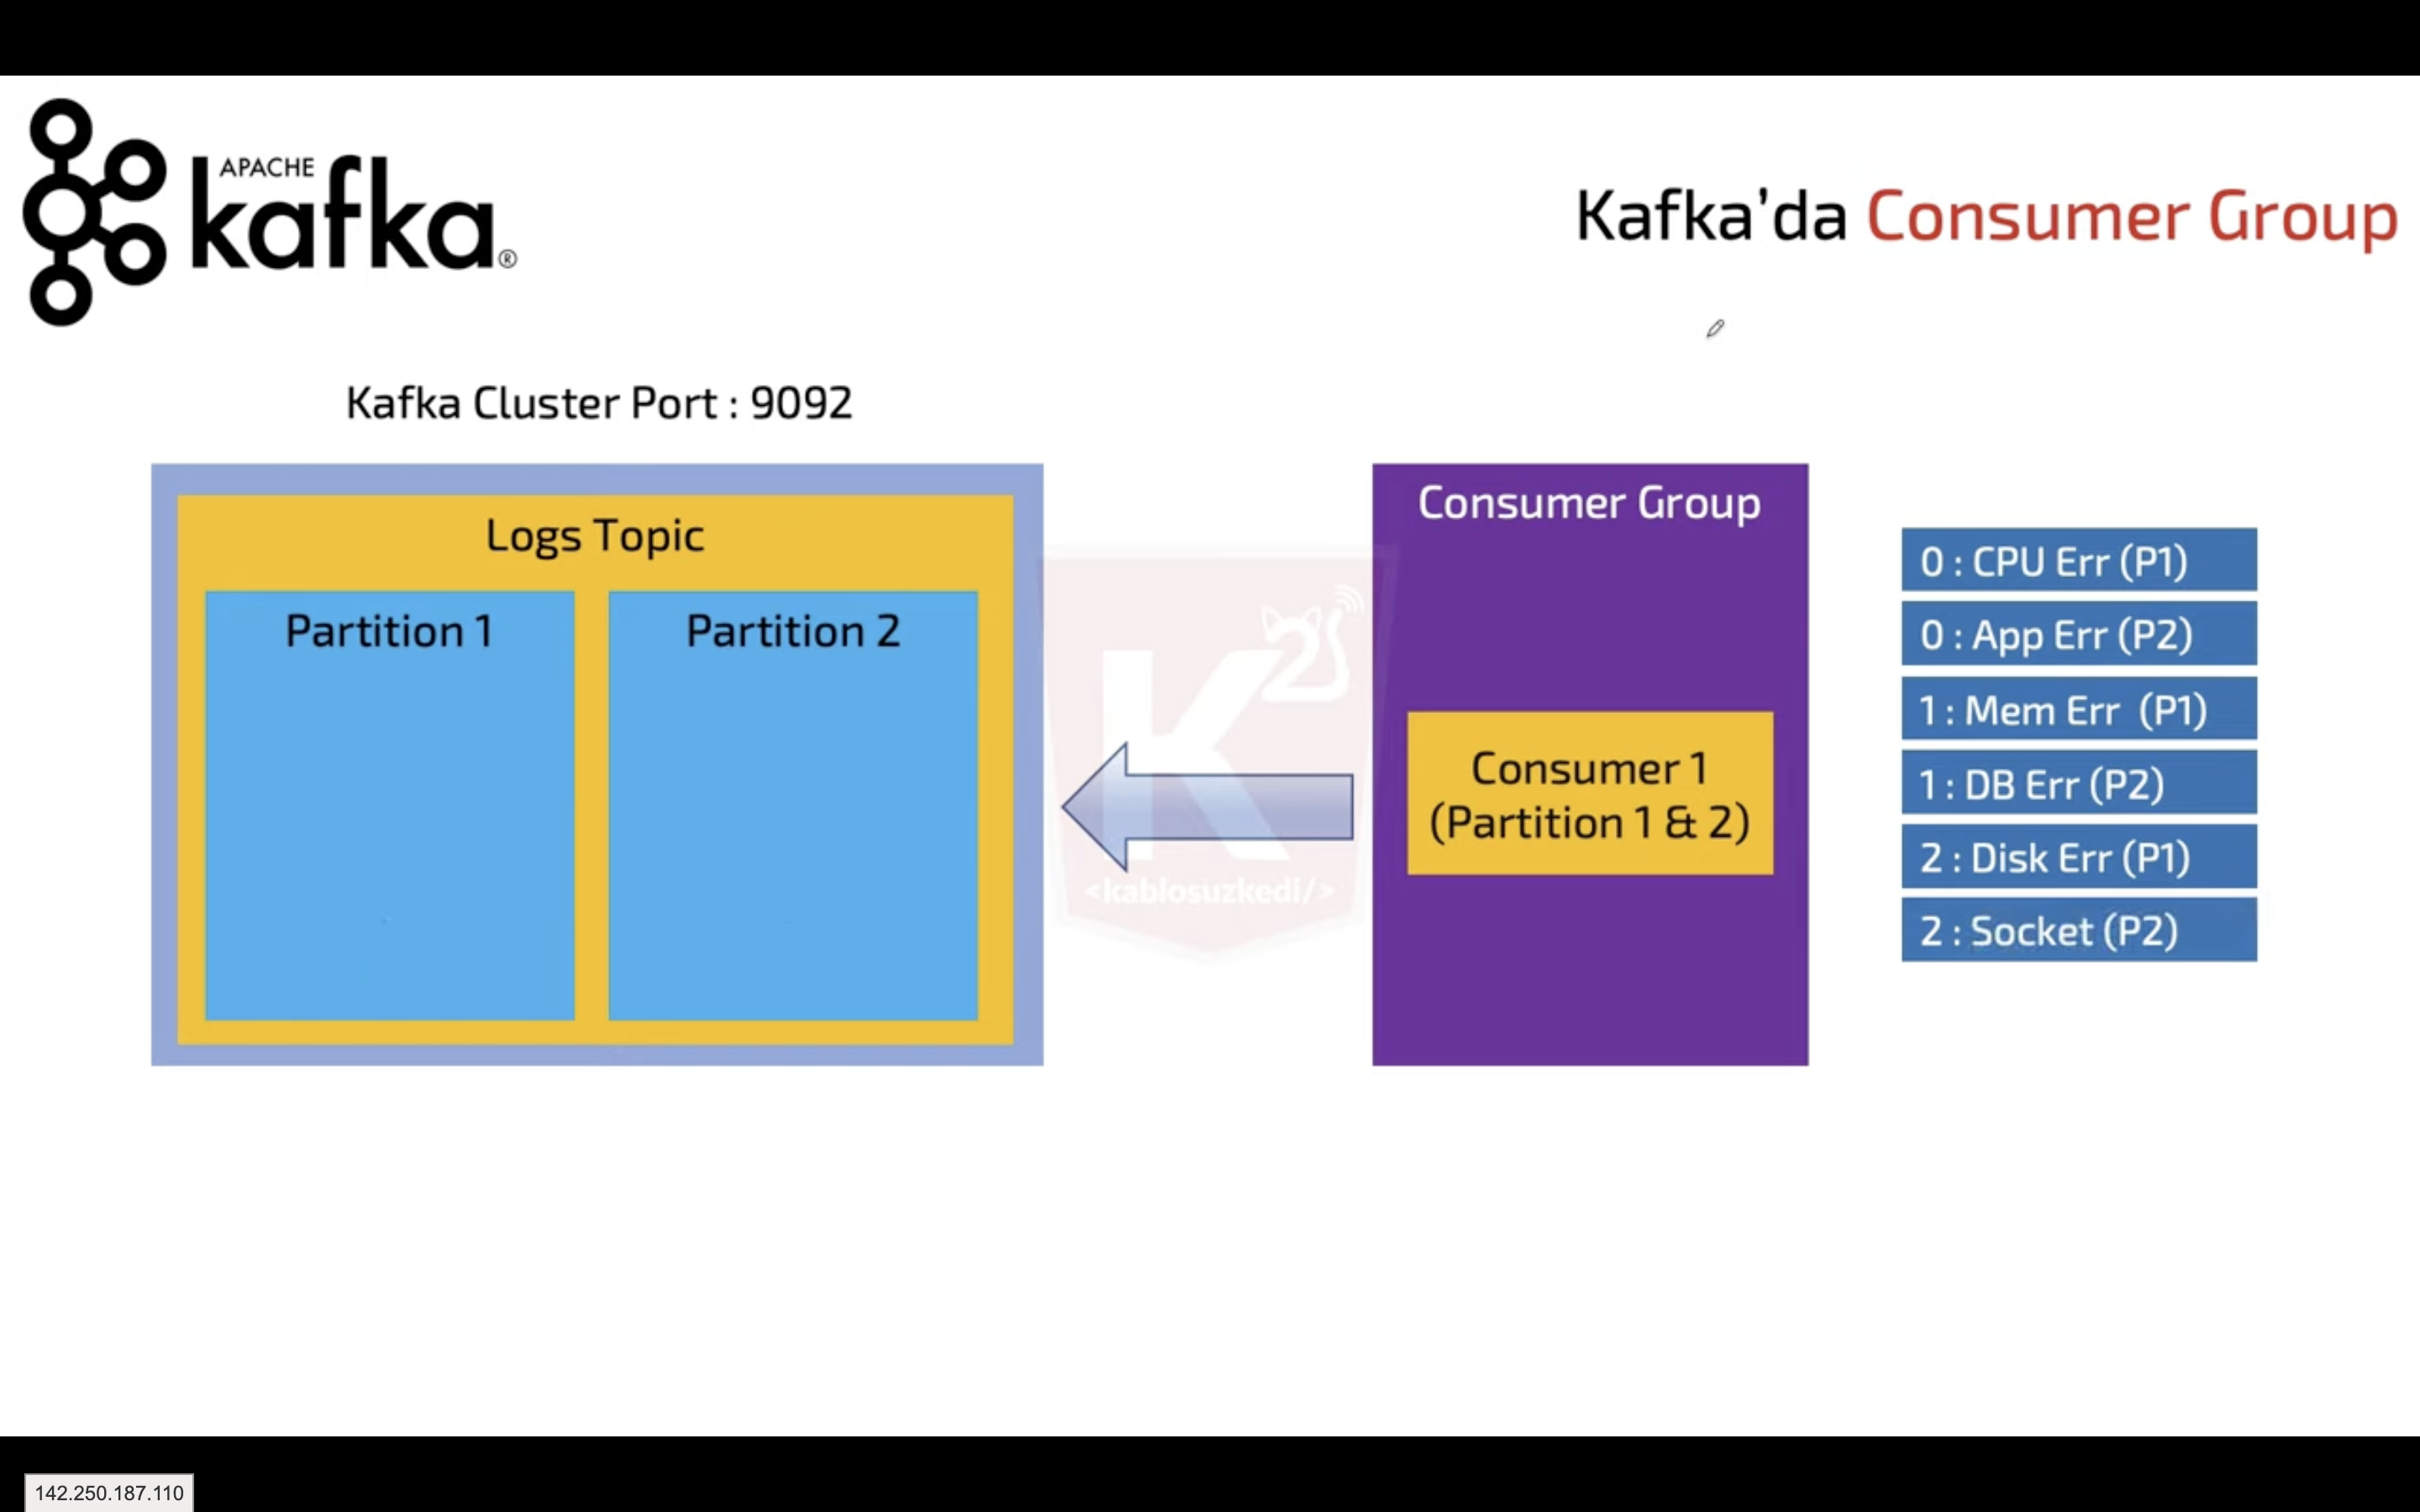 APACHE
kafka®
Kafka'da Consumer Group
Kafka Cluster Port : 9092
Logs Topic
Partition 1
Partition 2
K2
<kablosuzkedi/>
Consumer Group
Consumer 1
(Partition 1 & 2)
0 : CPU Err (P1)
0 : App Err (P2)
1 : Mem Err (P1)
1 : DB Err (P2)
2 : Disk Err (P1)
2 : Socket (P2)
142.250.187.110